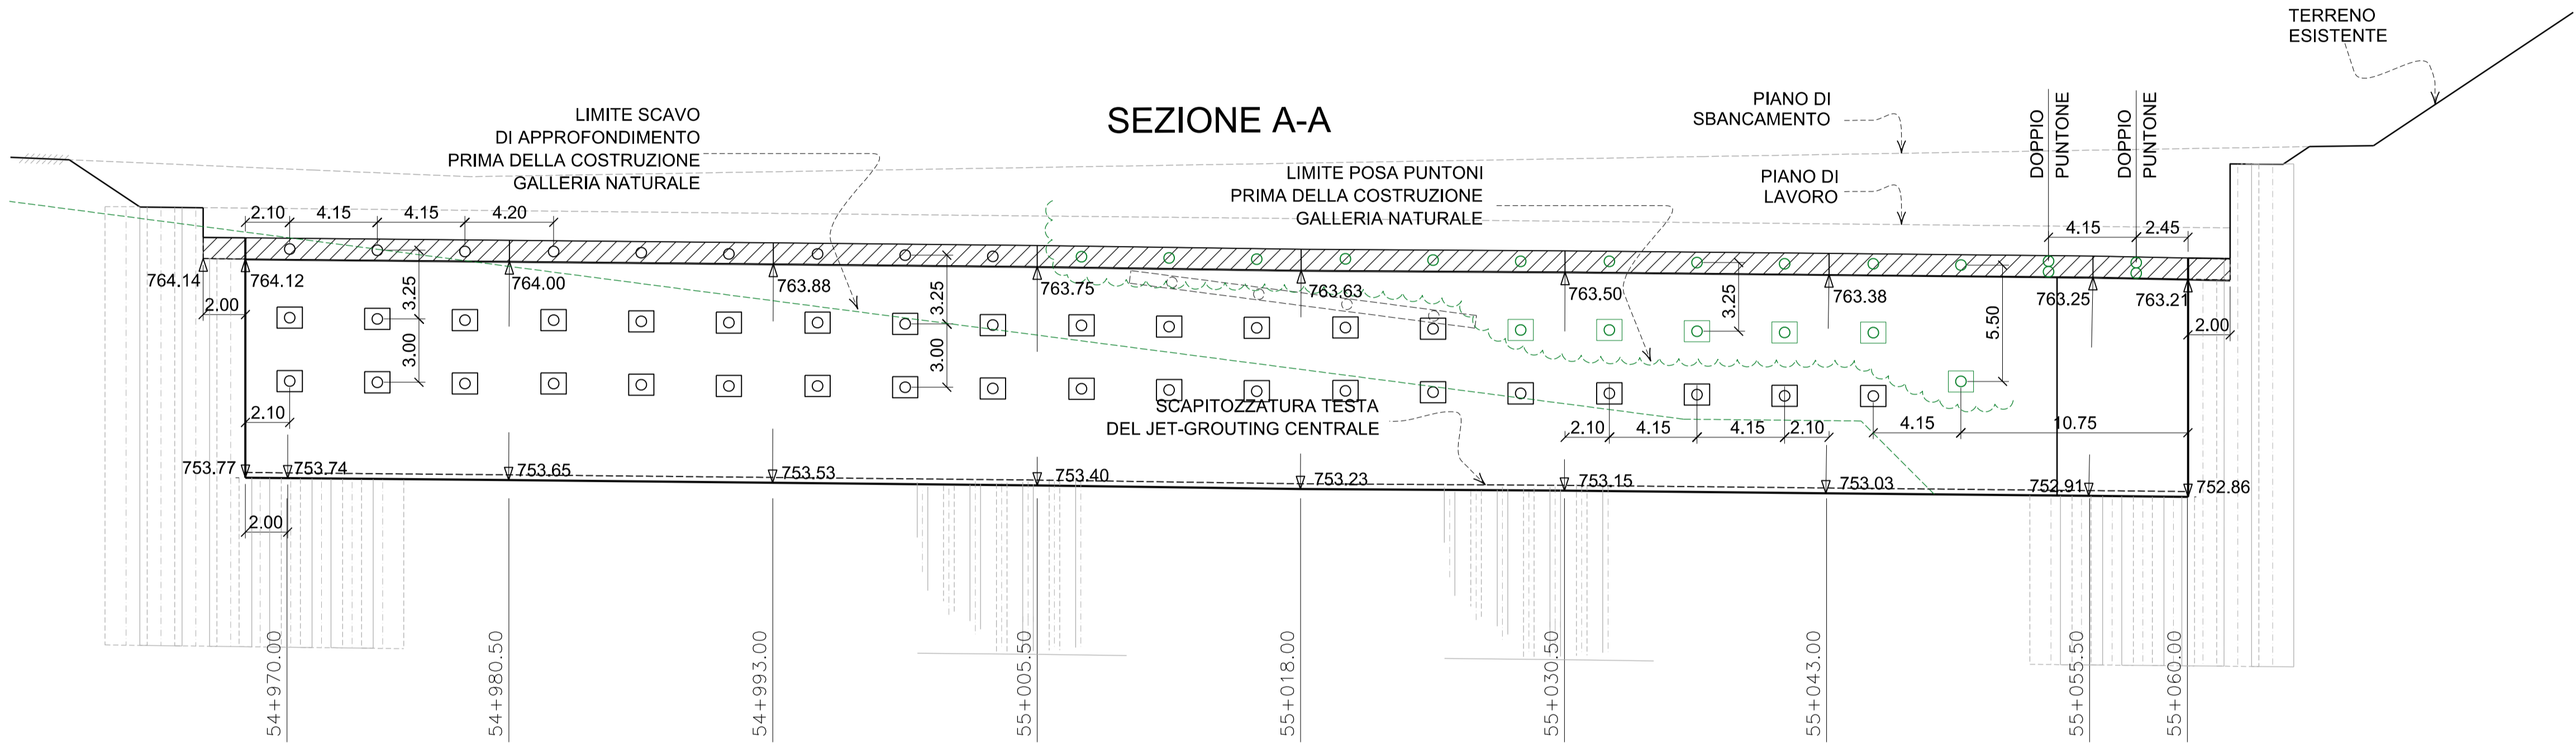 TERRENO
ESISTENTE
SEZIONE A-A
LIMITE SCAVO
DI APPROFONDIMENTO
PRIMA DELLA COSTRUZIONE
GALLERIA NATURALE
LIMITE POSA PUNTONI
PRIMA DELLA COSTRUZIONE
GALLERIA NATURALE
PIANO DI
SBANCAMENTO
PIANO DI
LAVORO
DOPPIO
PUNTONE
DOPPIO
PUNTONE
2.10
4.15
4.15
4.20
4.15
2.45
764.14
764.12
764.00
763.88
763.75
763.63
763.50
763.38
763.25
763.21
2.00
3.25
3.00
3.25
3.00
3.25
5.50
2.00
2.10
SCAPITOZZATURA TESTA
DEL JET-GROUTING CENTRALE
2.10
4.15
4.15
2.10
4.15
10.75
753.77
753.74
753.65
753.53
753.40
753.23
753.15
753.03
752.91
752.86
2.00
54+970.00
54+980.50
54+993.00
55+005.50
55+018.00
55+030.50
55+043.00
55+055.50
55+060.00